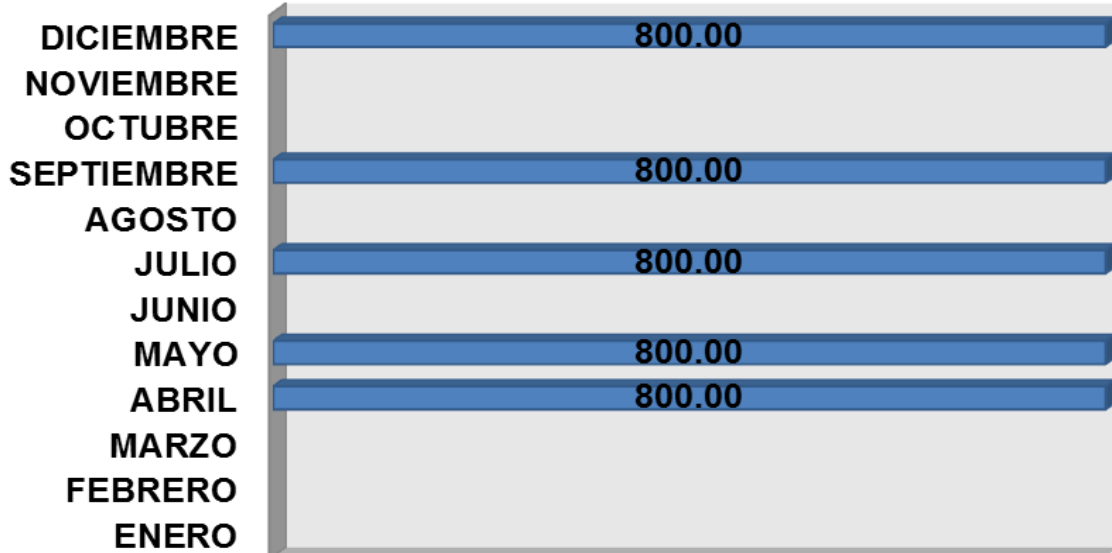 DICIEMBRE 800.00
NOVIEMBRE
OCTUBRE
SEPTIEMBRE 800.00
AGOSTO
JULIO 800.00
JUNIO
MAYO 800.00
ABRIL 800.00
MARZO
FEBRERO
ENERO